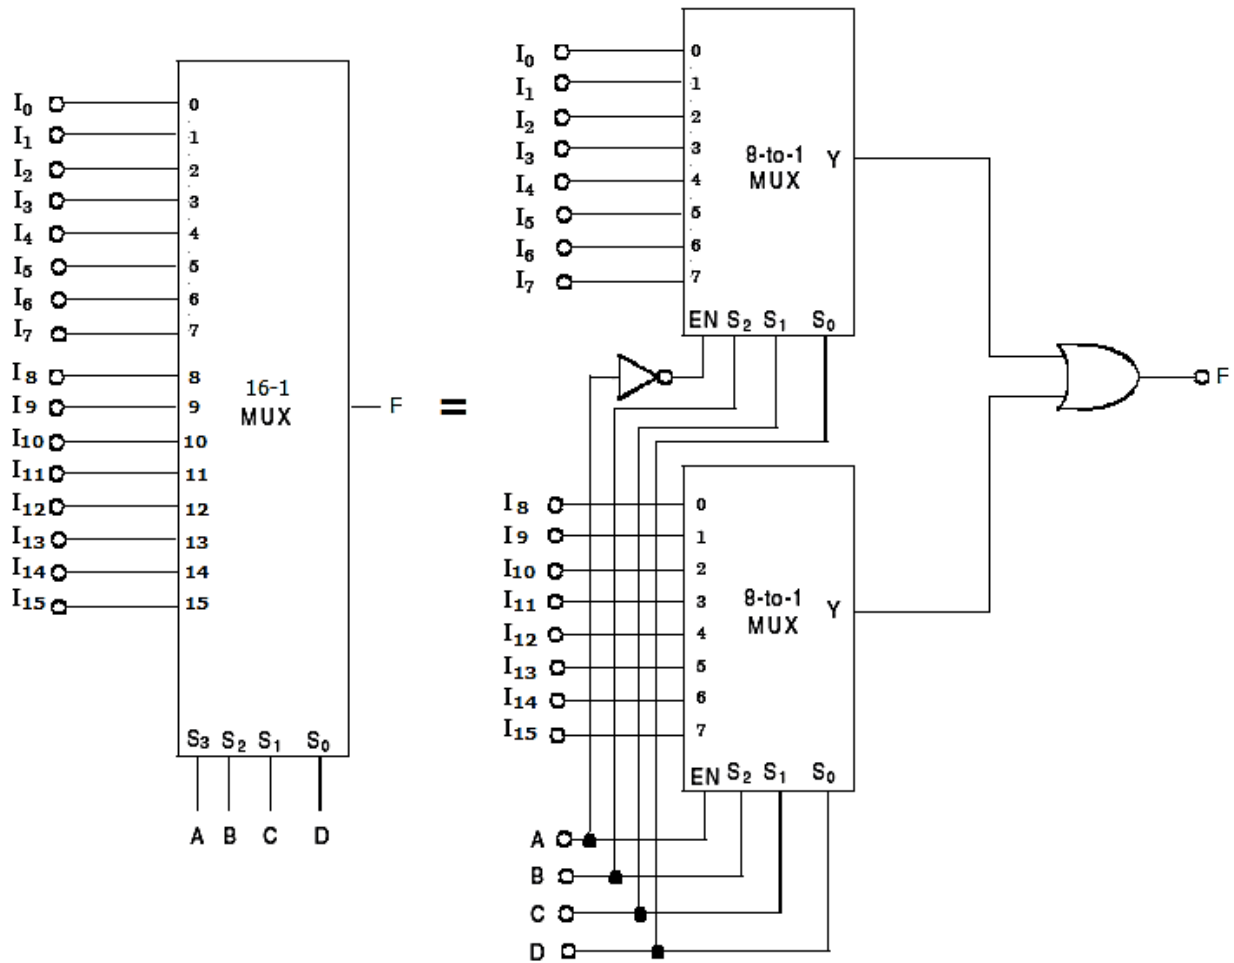 I0 0
I1 1
I2 2
I3 3
I4 4
I5 5
I6 6
I7 7
I8 8
I9 9
I10 10
I11 11
I12 12
I13 13
I14 14
I15 15
16-1
MUX
F
S3 S2 S1 S0
A B C D
=
I0 0
I1 1
I2 2
I3 3
I4 4
I5 5
I6 6
I7 7
8-to-1 Y
MUX
EN S2 S1 S0
F
I8 0
I9 1
I10 2
I11 3
I12 4
I13 5
I14 6
I15 7
8-to-1 Y
MUX
EN S2 S1 S0
A
B
C
D